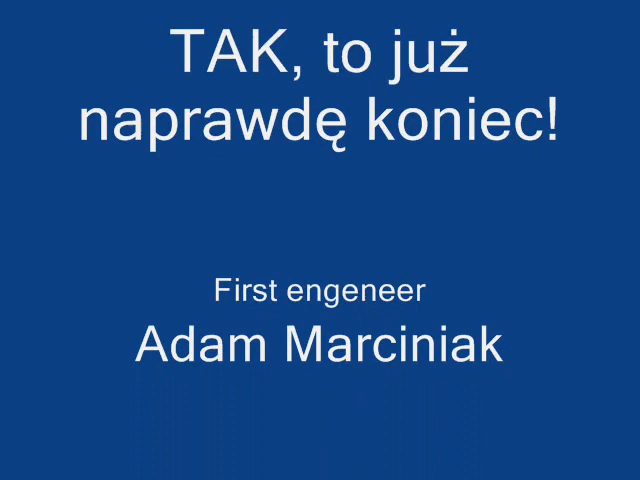 TAK, to już
naprawdę koniec!
First engeneer
Adam Marciniak